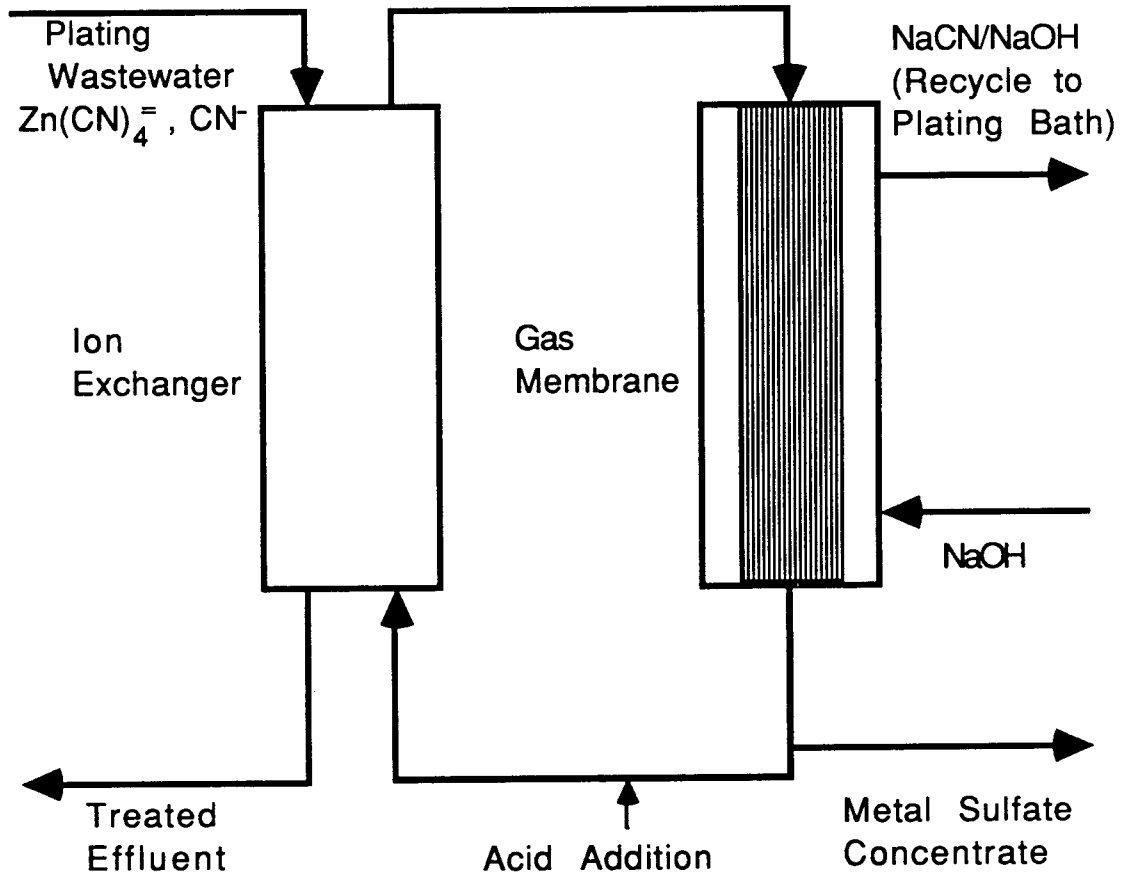 Plating
Wastewater
Zn(CN)4= , CN-
NaCN/NaOH
(Recycle to
Plating Bath)
Ion
Exchanger
Gas
Membrane
NaOH
Treated
Effluent
Acid Addition
Metal Sulfate
Concentrate